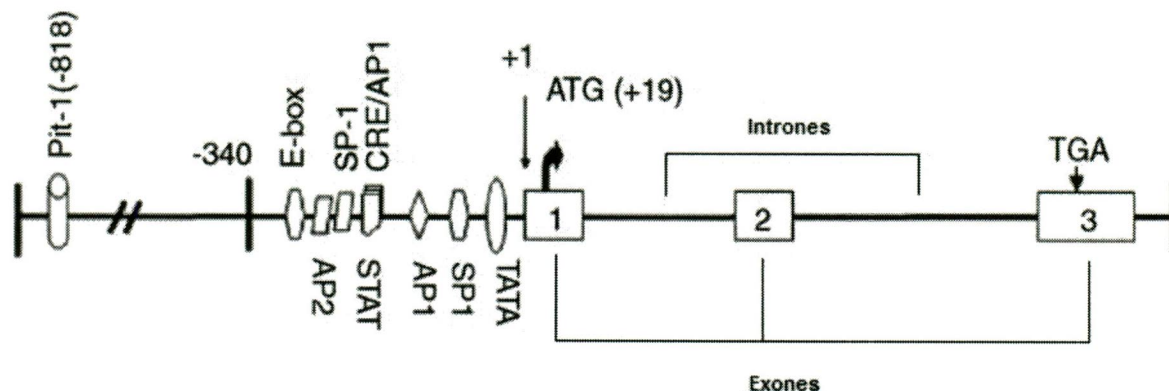 Pit-1(-818)
-340
E-box
AP2
SP-1
CRE/AP1
STAT
AP1
SP1
TATA
+1
ATG (+19)
Intrones
TGA
1
2
3
Exones